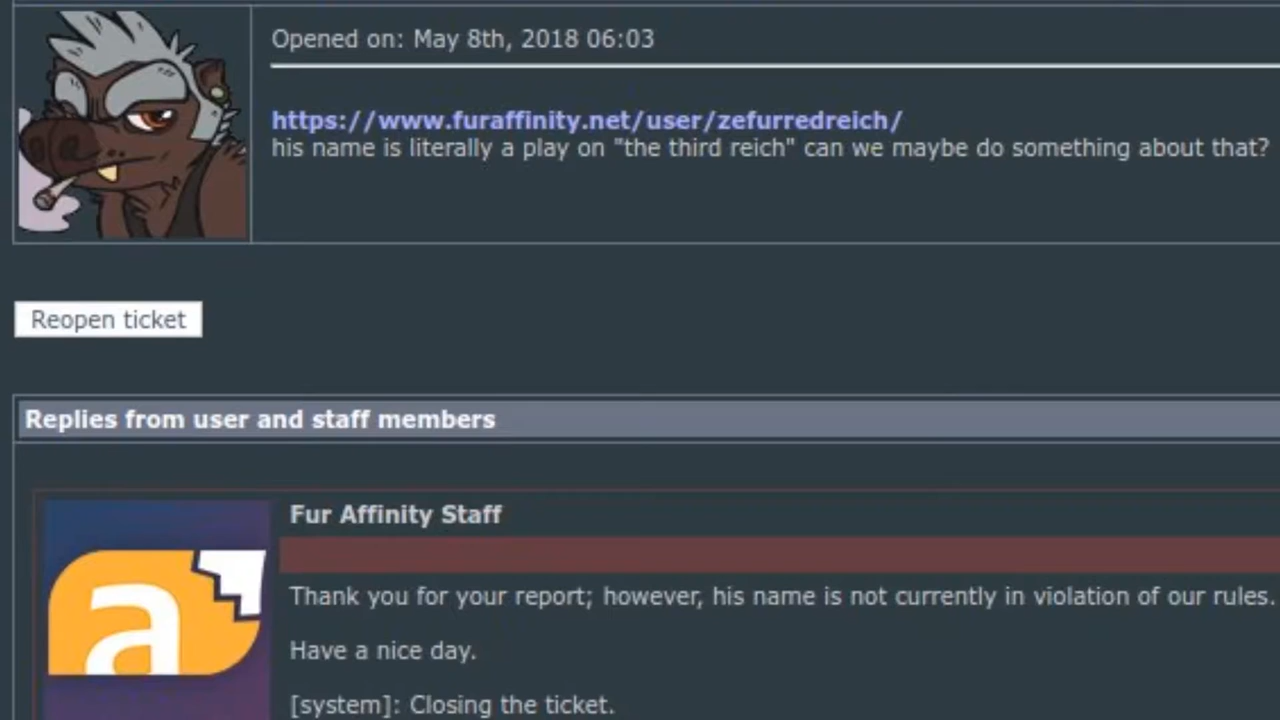 Opened on: May 8th, 2018 06:03
https://www.furaffinity.net/user/zefurredreich/
his name is literally a play on "the third reich" can we maybe do something about that?
Reopen ticket
Replies from user and staff members
Fur Affinity Staff
a
Thank you for your report; however, his name is not currently in violation of our rules.
Have a nice day.
[system]: Closing the ticket.